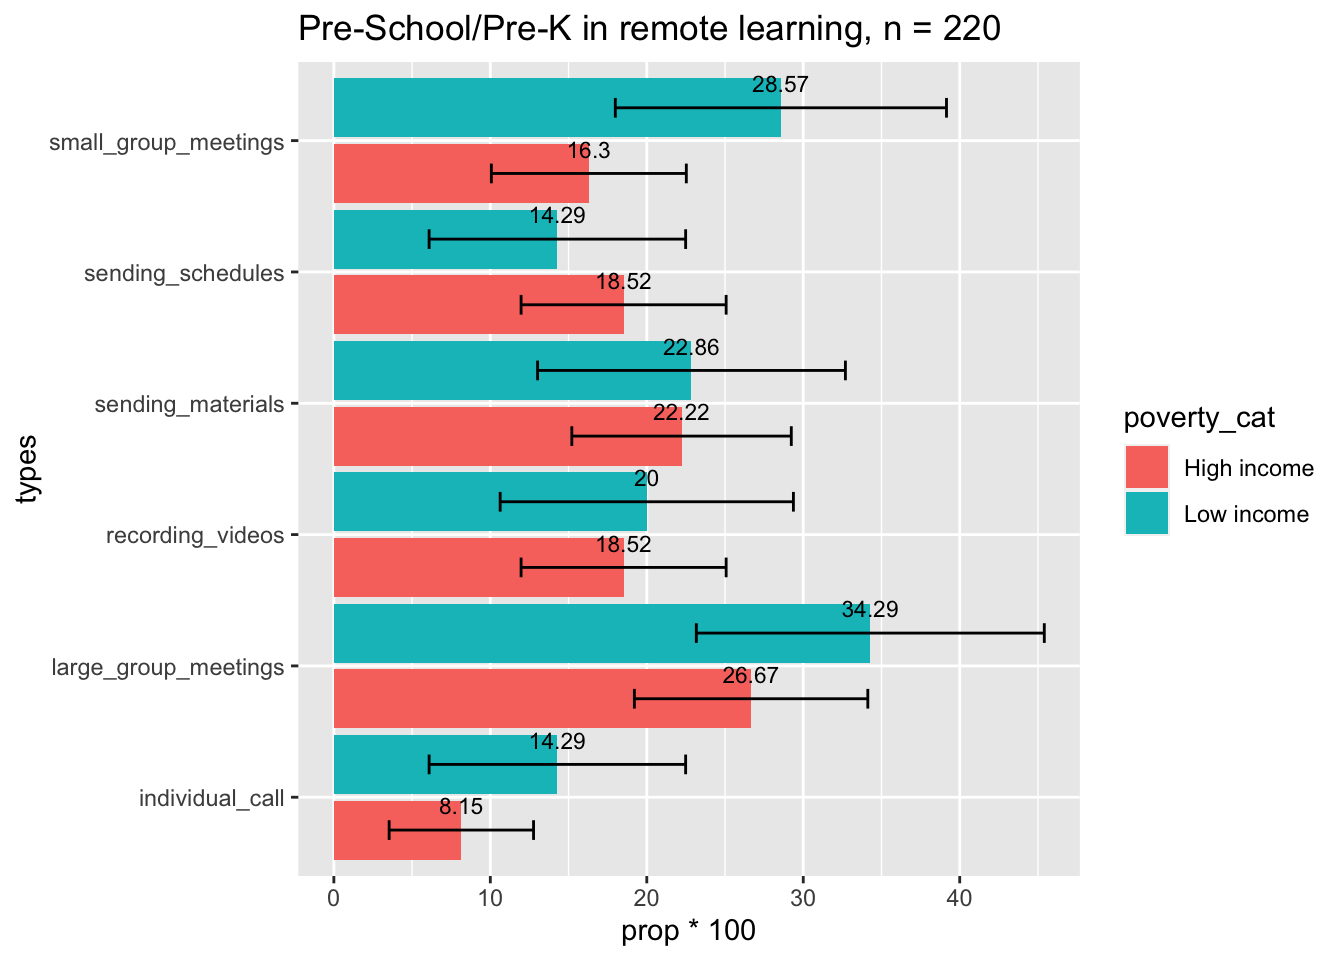 Pre-School/Pre-K in remote learning, n = 220
types
small_group_meetings
28.57
16.3
sending_schedules
14.29
18.52
sending_materials
22.86
22.22
recording_videos
20
18.52
large_group_meetings
34.29
26.67
individual_call
14.29
8.15
0 10 20 30 40
prop * 100
poverty_cat
High income
Low income